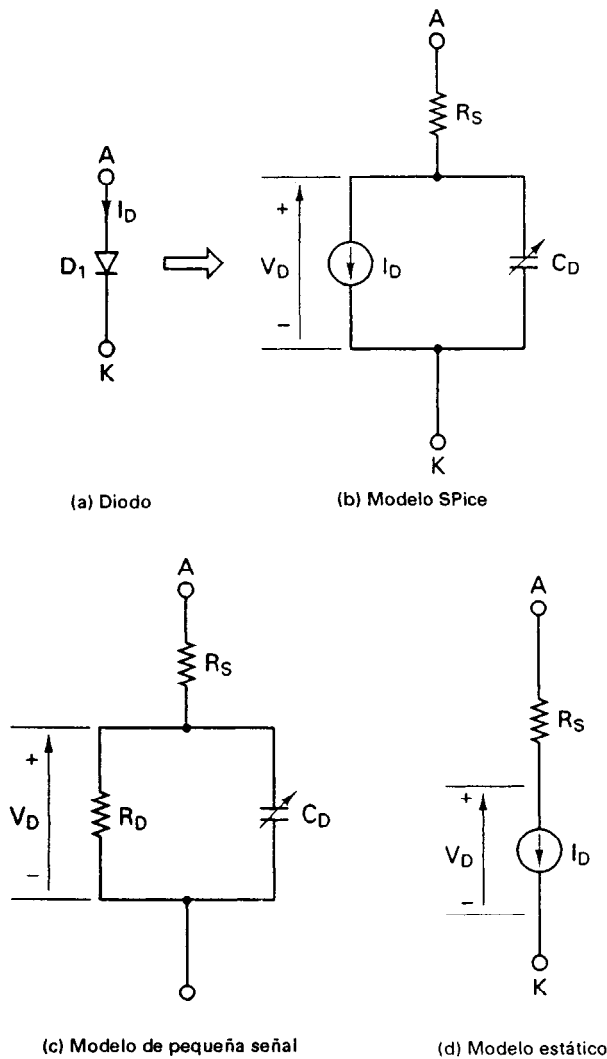 A
I_D
D_1
K
(a) Diodo
A
R_S
+
V_D
−
I_D
C_D
K
(b) Modelo SPice
A
R_S
+
V_D
−
R_D
C_D
(c) Modelo de pequeña señal
A
R_S
+
V_D
−
I_D
K
(d) Modelo estático